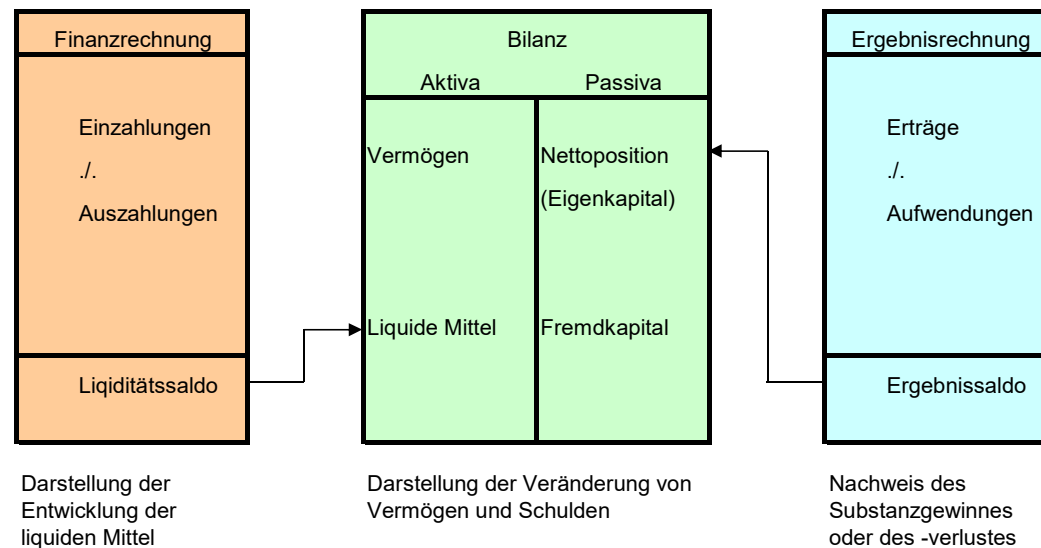 Finanzrechnung
Einzahlungen
./.
Auszahlungen
Liqiditätssaldo
Darstellung der
Entwicklung der
liquiden Mittel
Bilanz
Aktiva Passiva
Vermögen Nettoposition
(Eigenkapital)
Liquide Mittel Fremdkapital
Darstellung der Veränderung von
Vermögen und Schulden
Ergebnisrechnung
Erträge
./.
Aufwendungen
Ergebnissaldo
Nachweis des
Substanzgewinnes
oder des -verlustes